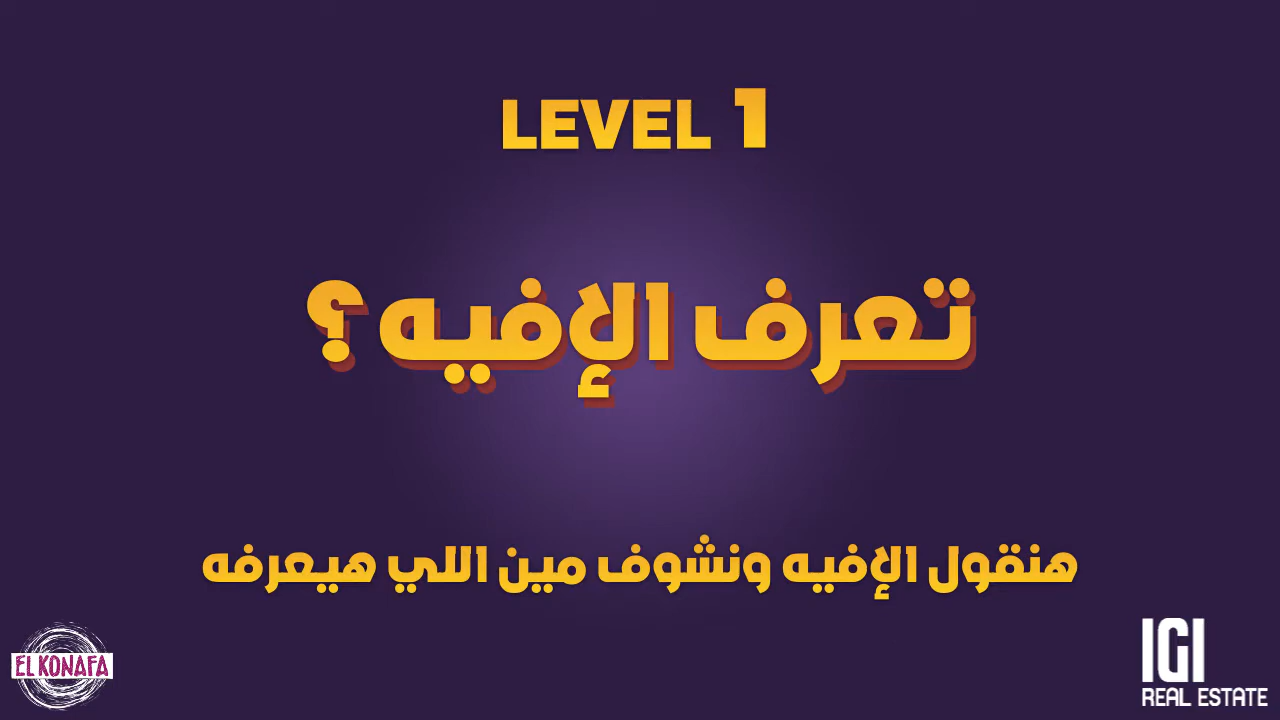 LEVEL 1
تعرف الإفيه؟
هنقول الإفيه ونشوف مين اللي هيعرفه
EL KONAFA
IGI
REAL ESTATE